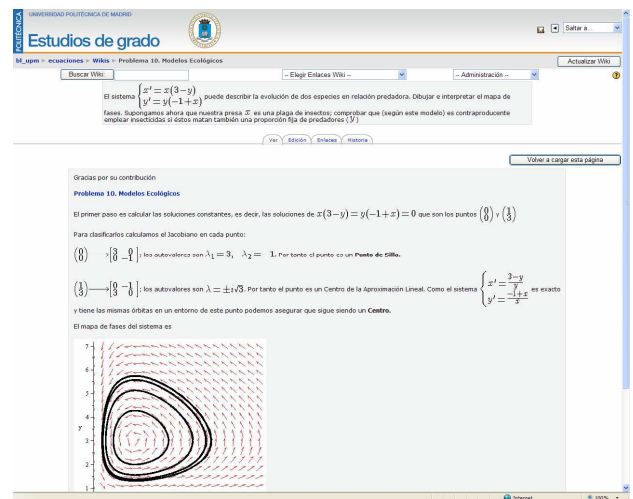 POLITÉCNICA
UNIVERSIDAD POLITÉCNICA DE MADRID
Estudios de grado
Saltar a...
bl_upm ► ecuaciones ► Wikis ► Problema 10. Modelos Ecológicos
Actualizar Wiki
Buscar Wiki:
-- Elegir Enlaces Wiki --
-- Administración --
El sistema { x' = x(3−y) y' = y(−1+x) puede describir la evolución de dos especies en relación predadora. Dibujar e interpretar el mapa de
fases. Supongamos ahora que nuestra presa x es una plaga de insectos; comprobar que (según este modelo) es contraproducente
emplear insecticidas si éstos matan también una proporción fija de predadores (y)
Ver Edición Enlaces Historia
Volver a cargar esta página
Gracias por su contribución
Problema 10. Modelos Ecológicos
El primer paso es calcular las soluciones constantes, es decir, las soluciones de x(3−y) = y(−1+x) = 0 que son los puntos (0 0) y (1 3)
Para clasificarlos calculamos el Jacobiano en cada punto:
(0 0) → [3 0 0 −1]; los autovalores son λ1 = 3, λ2 = 1. Por tanto el punto es un Punto de Silla.
(1 3) ⟶ [0 −1 3 0]; los autovalores son λ = ±i√3. Por tanto el punto es un Centro de la Aproximación Lineal. Como el sistema { x' = 3−y/y y' = −1+x/x es exacto
y tiene las mismas órbitas en un entorno de este punto podemos asegurar que sigue siendo un Centro.
El mapa de fases del sistema es
7
6
5
y 4
3
2
1
Internet
100%